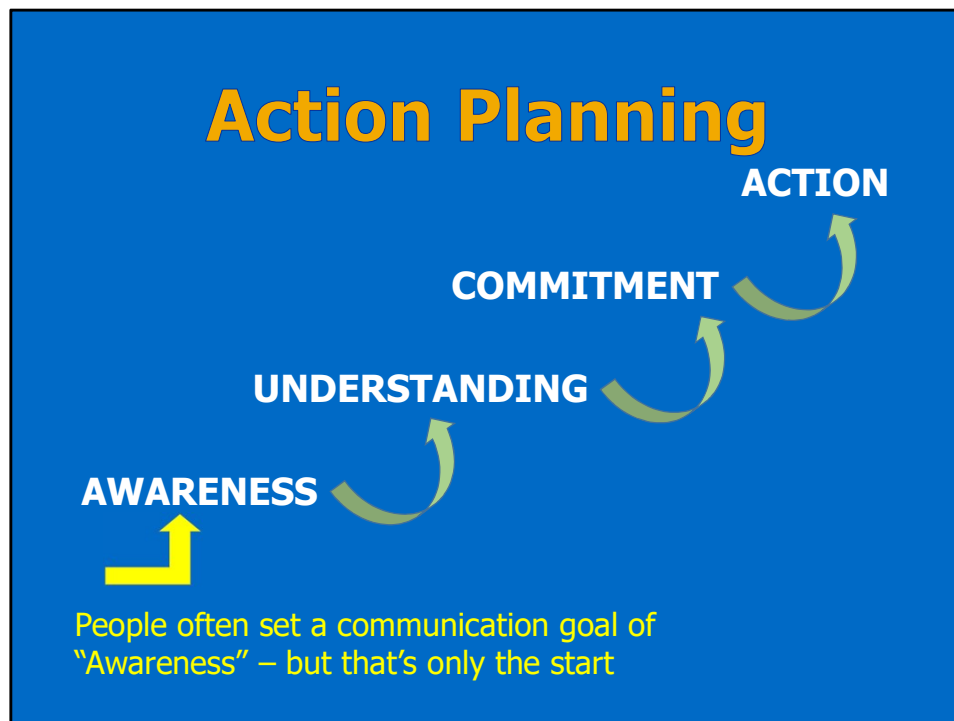 Action Planning
ACTION
COMMITMENT
UNDERSTANDING
AWARENESS
People often set a communication goal of
“Awareness” – but that’s only the start